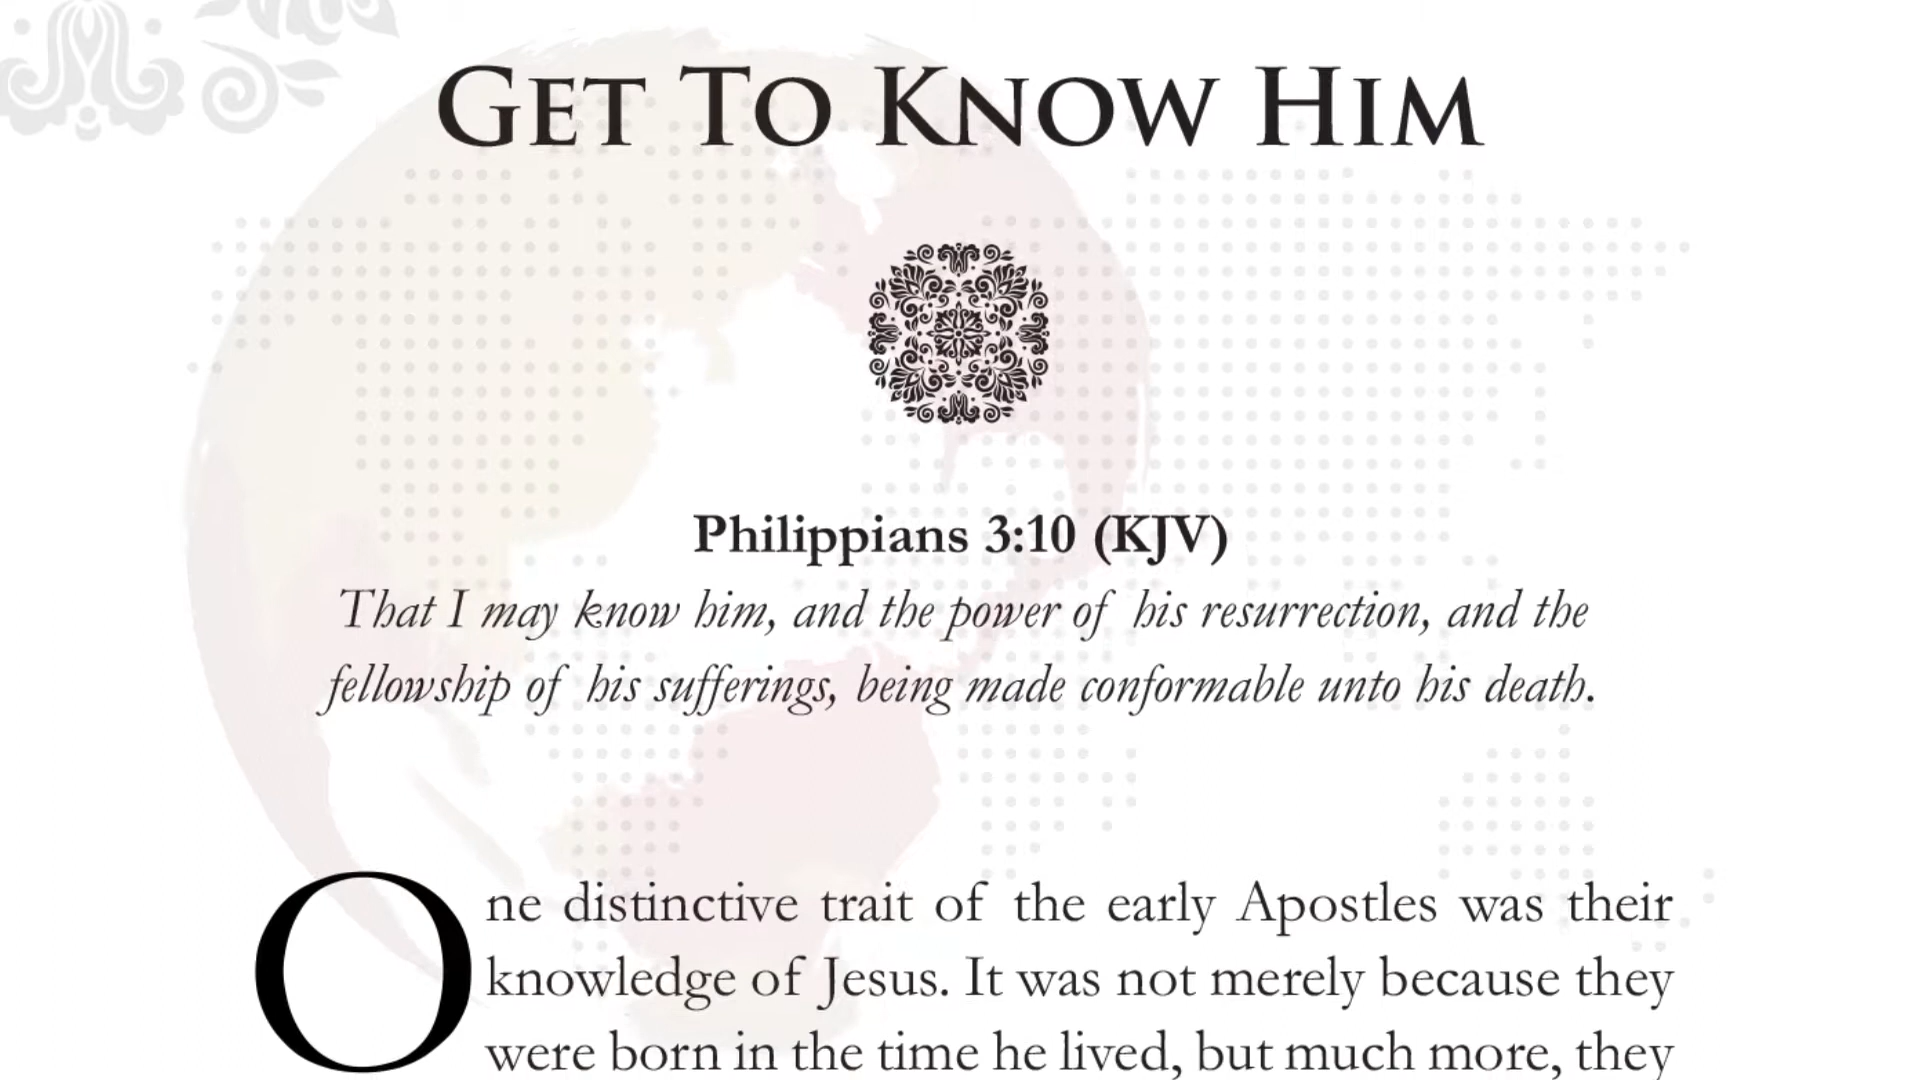 GET TO KNOW HIM
Philippians 3:10 (KJV)
That I may know him, and the power of his resurrection, and the
fellowship of his sufferings, being made conformable unto his death.
One distinctive trait of the early Apostles was their
knowledge of Jesus. It was not merely because they
were born in the time he lived, but much more, they